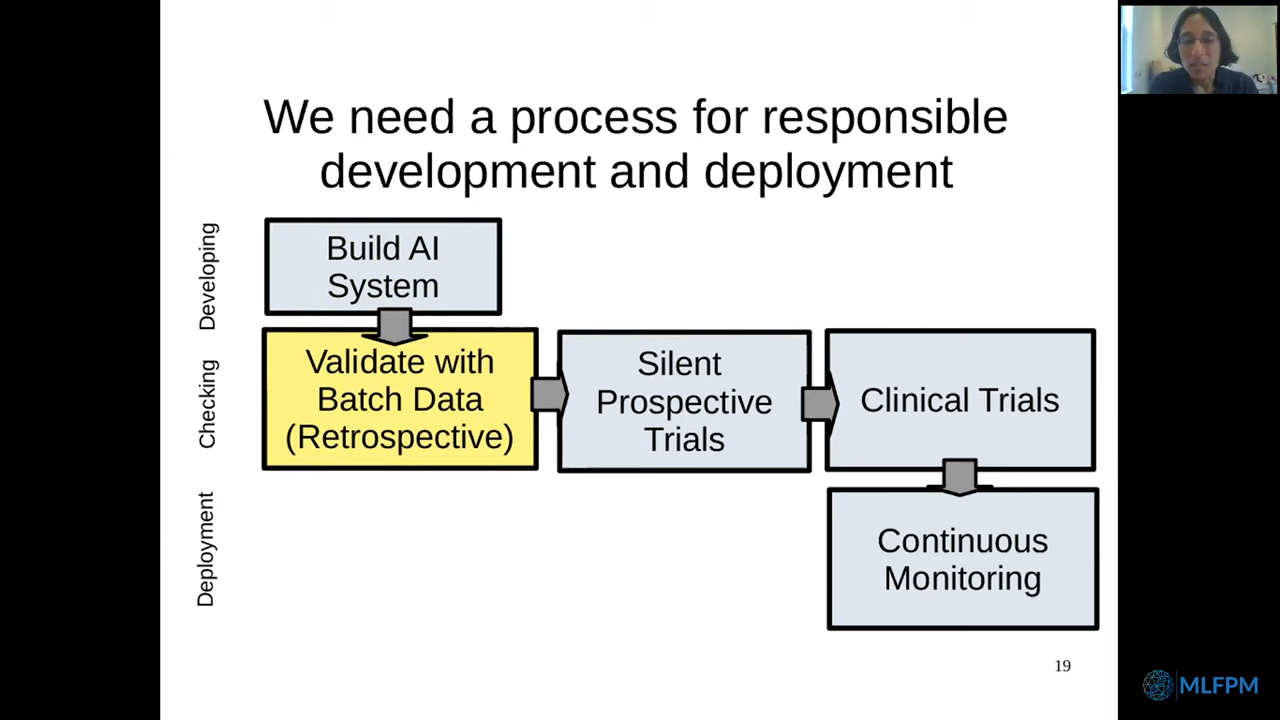 We need a process for responsible
development and deployment
Developing
Build AI
System
Checking
Validate with
Batch Data
(Retrospective)
Silent
Prospective
Trials
Clinical Trials
Deployment
Continuous
Monitoring
19
MLFPM